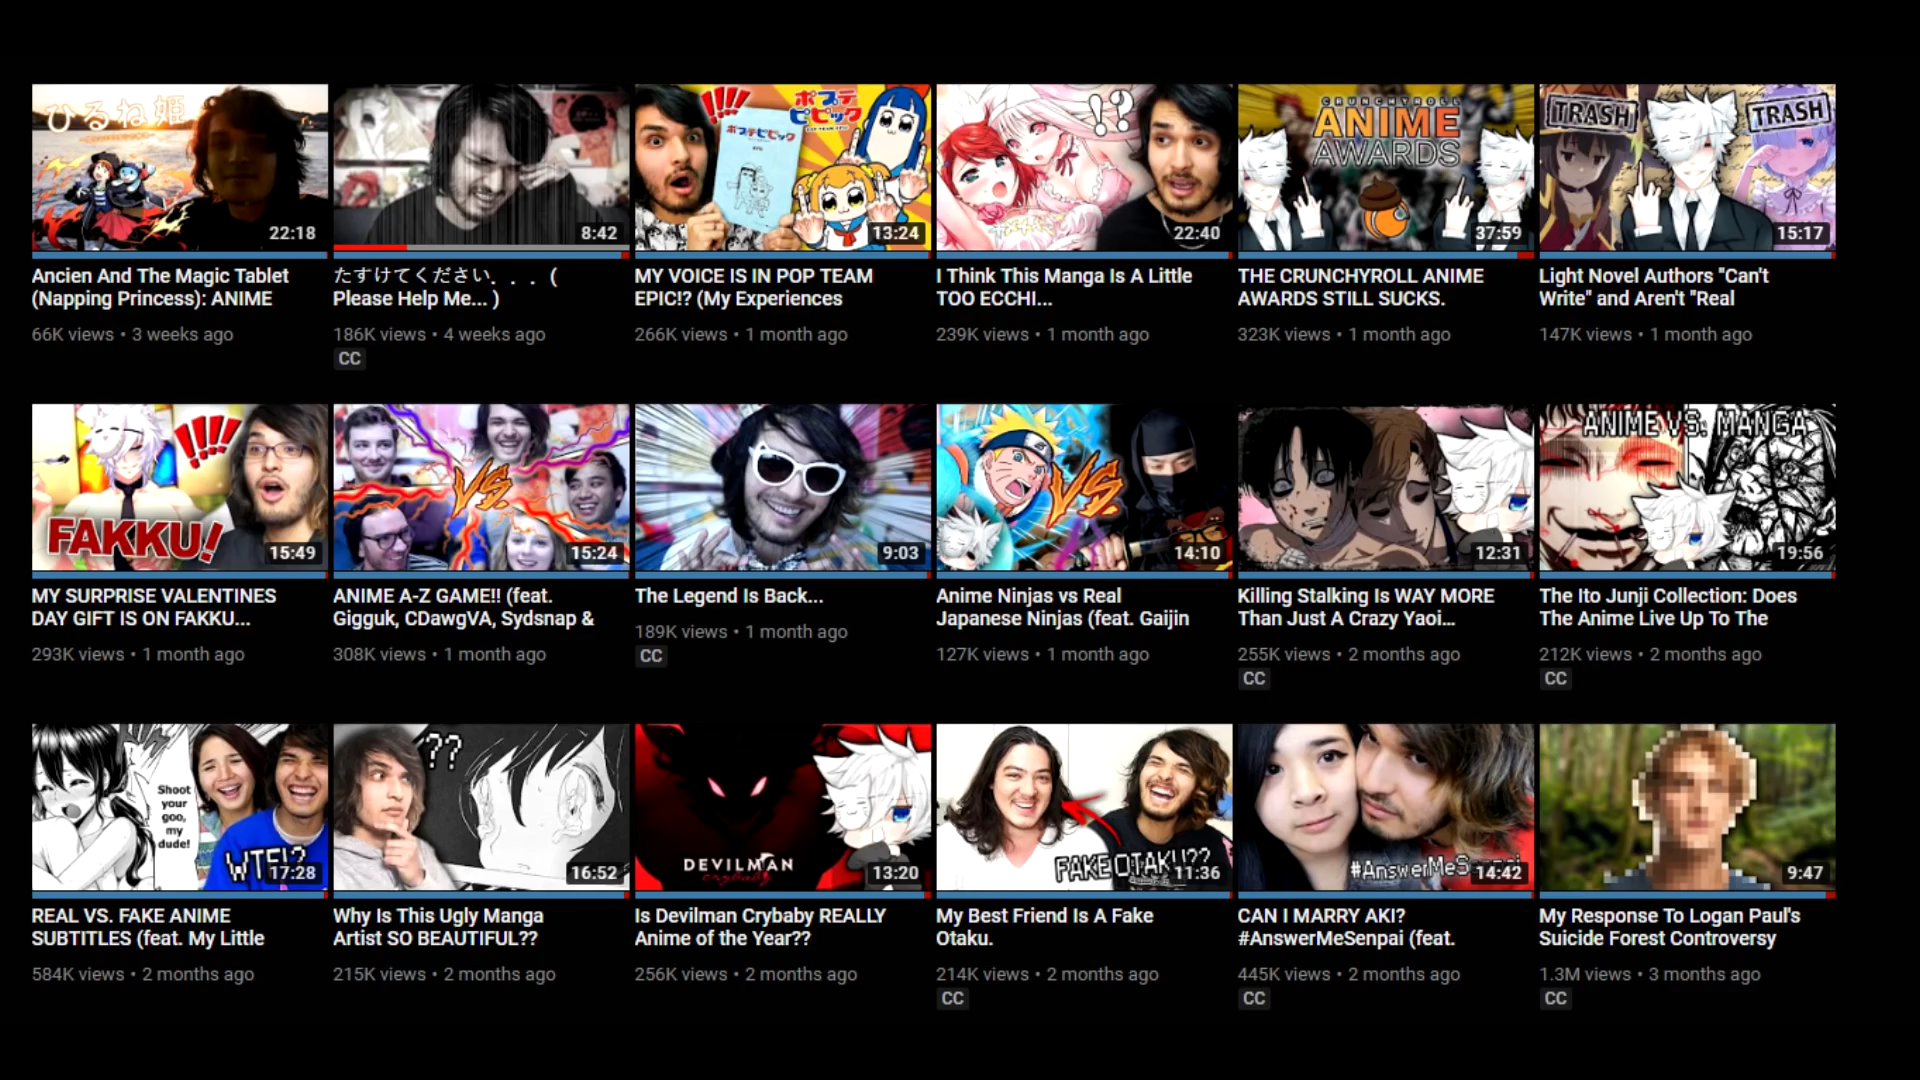 ひるね姫
22:18
Ancien And The Magic Tablet
(Napping Princess): ANIME
66K views • 3 weeks ago
8:42
たすけてください．．．(
Please Help Me... )
186K views • 4 weeks ago
CC
!!!!
ポプテ
ピピック
ポプテピピック
13:24
MY VOICE IS IN POP TEAM
EPIC!? (My Experiences
266K views • 1 month ago
!?
22:40
I Think This Manga Is A Little
TOO ECCHI...
239K views • 1 month ago
CRUNCHYROLL
ANIME
AWARDS
37:59
THE CRUNCHYROLL ANIME
AWARDS STILL SUCKS.
323K views • 1 month ago
TRASH
TRASH
15:17
Light Novel Authors "Can't
Write" and Aren't "Real
147K views • 1 month ago
!!!!
FAKKU!
15:49
MY SURPRISE VALENTINES
DAY GIFT IS ON FAKKU...
293K views • 1 month ago
VS.
15:24
ANIME A-Z GAME!! (feat.
Gigguk, CDawgVA, Sydsnap &
308K views • 1 month ago
9:03
The Legend Is Back...
189K views • 1 month ago
CC
VS.
14:10
Anime Ninjas vs Real
Japanese Ninjas (feat. Gaijin
127K views • 1 month ago
12:31
Killing Stalking Is WAY MORE
Than Just A Crazy Yaoi...
255K views • 2 months ago
CC
ANIME VS. MANGA
19:56
The Ito Junji Collection: Does
The Anime Live Up To The
212K views • 2 months ago
CC
Shoot
your
goo,
my
dude!
WTF!?
17:28
REAL VS. FAKE ANIME
SUBTITLES (feat. My Little
584K views • 2 months ago
??
16:52
Why Is This Ugly Manga
Artist SO BEAUTIFUL??
215K views • 2 months ago
DEVILMAN
crybaby
13:20
Is Devilman Crybaby REALLY
Anime of the Year??
256K views • 2 months ago
FAKE OTAKU??
11:36
My Best Friend Is A Fake
Otaku.
214K views • 2 months ago
CC
#AnswerMeSenpai
14:42
CAN I MARRY AKI?
#AnswerMeSenpai (feat.
445K views • 2 months ago
CC
9:47
My Response To Logan Paul's
Suicide Forest Controversy
1.3M views • 3 months ago
CC